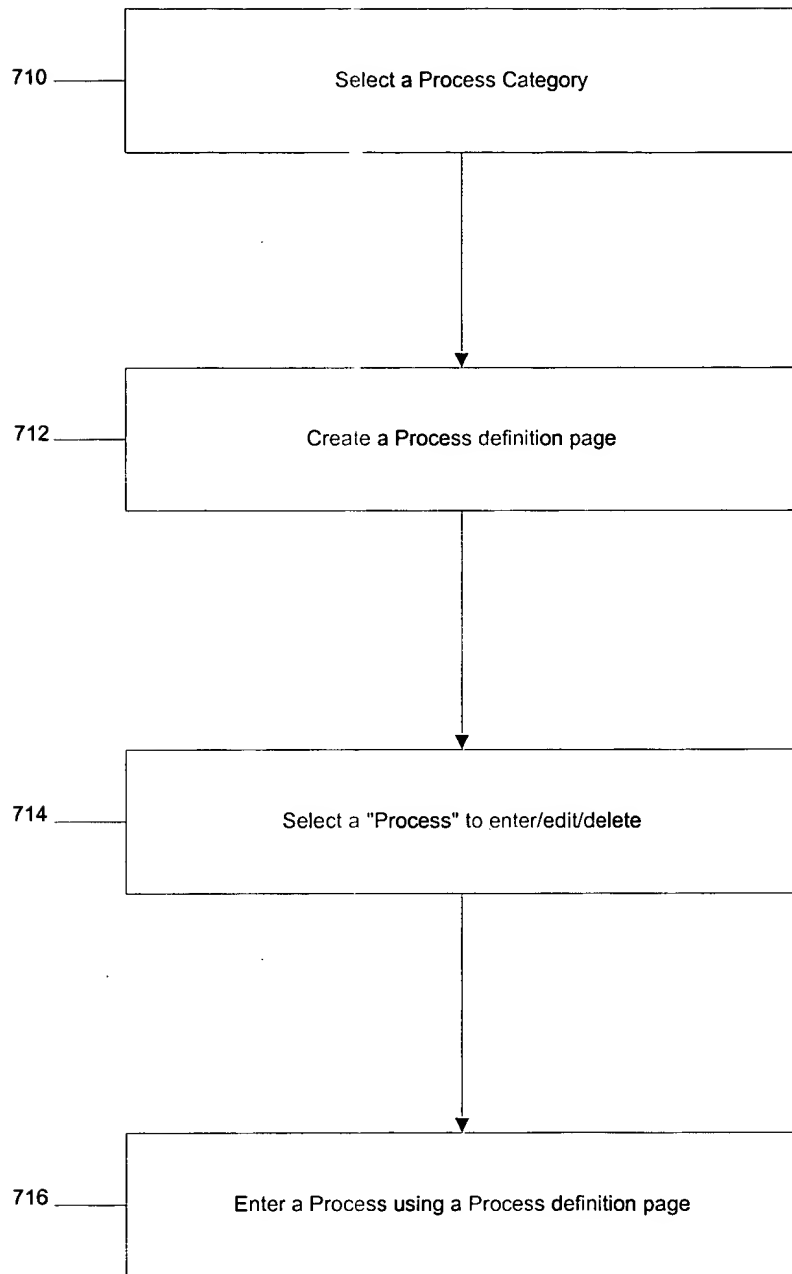 710 Select a Process Category
712 Create a Process definition page
714 Select a "Process" to enter/edit/delete
716 Enter a Process using a Process definition page